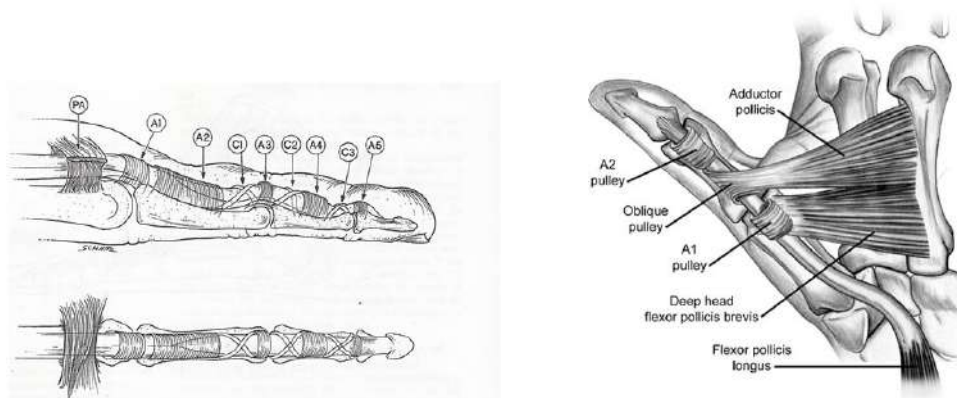 PA
A1
A2
C1
A3
C2
A4
C3
A5
Adductor
pollicis
A2
pulley
Oblique
pulley
A1
pulley
Deep head
flexor pollicis brevis
Flexor pollicis
longus